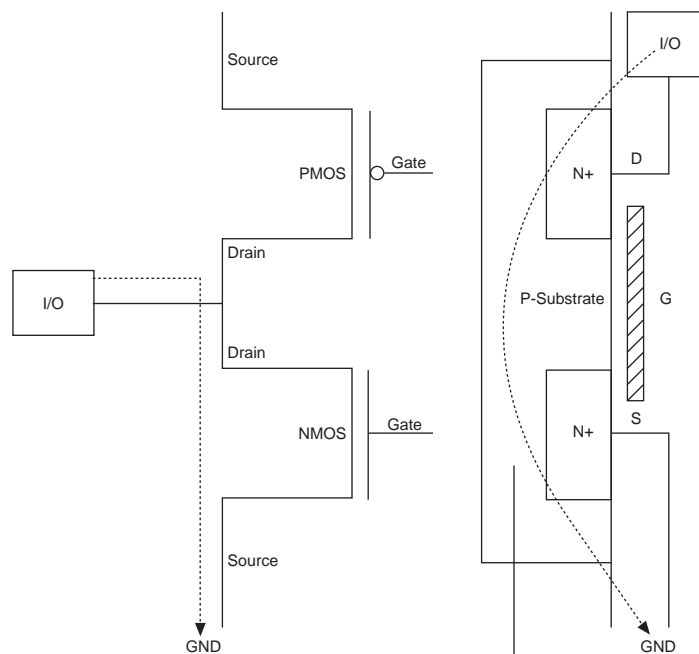 Source
PMOS
Gate
Drain
I/O
Drain
NMOS
Gate
Source
GND
I/O
N+
D
P-Substrate
G
N+
S
GND